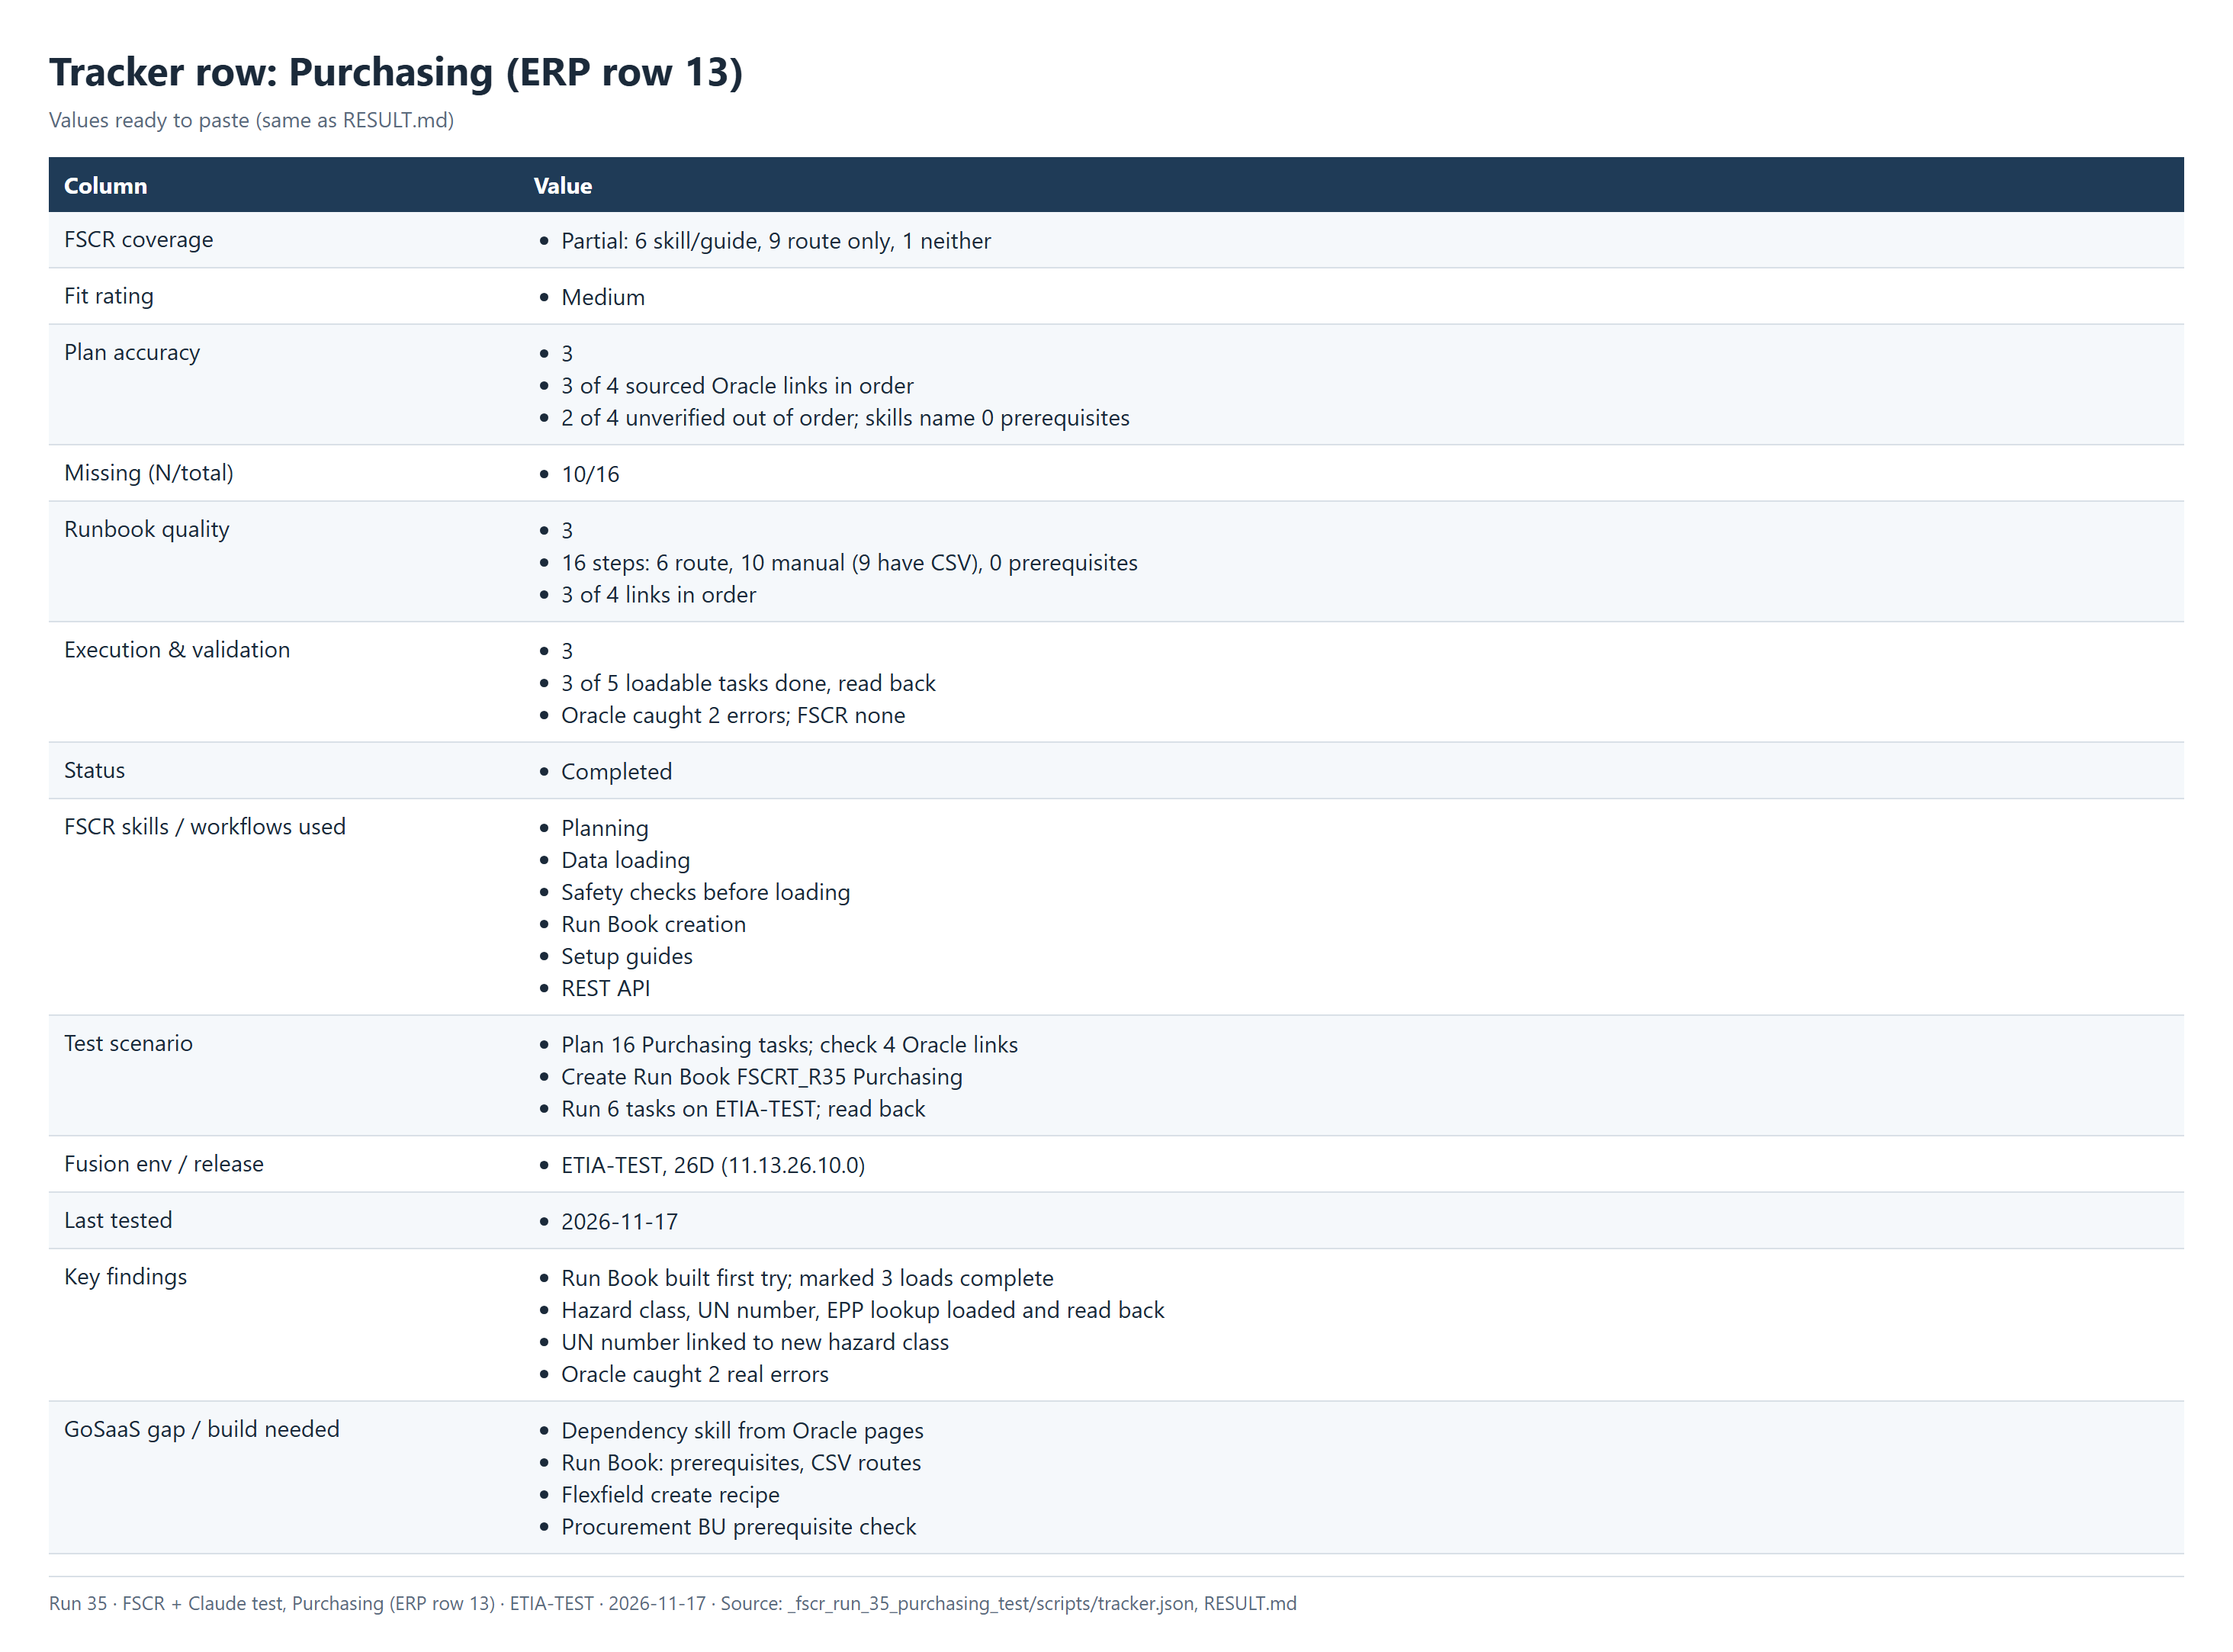 Tracker row: Purchasing (ERP row 13)
Values ready to paste (same as RESULT.md)
Column Value
FSCR coverage • Partial: 6 skill/guide, 9 route only, 1 neither
Fit rating • Medium
Plan accuracy • 3
• 3 of 4 sourced Oracle links in order
• 2 of 4 unverified out of order; skills name 0 prerequisites
Missing (N/total) • 10/16
Runbook quality • 3
• 16 steps: 6 route, 10 manual (9 have CSV), 0 prerequisites
• 3 of 4 links in order
Execution & validation • 3
• 3 of 5 loadable tasks done, read back
• Oracle caught 2 errors; FSCR none
Status • Completed
FSCR skills / workflows used • Planning
• Data loading
• Safety checks before loading
• Run Book creation
• Setup guides
• REST API
Test scenario • Plan 16 Purchasing tasks; check 4 Oracle links
• Create Run Book FSCRT_R35 Purchasing
• Run 6 tasks on ETIA-TEST; read back
Fusion env / release • ETIA-TEST, 26D (11.13.26.10.0)
Last tested • 2026-11-17
Key findings • Run Book built first try; marked 3 loads complete
• Hazard class, UN number, EPP lookup loaded and read back
• UN number linked to new hazard class
• Oracle caught 2 real errors
GoSaaS gap / build needed • Dependency skill from Oracle pages
• Run Book: prerequisites, CSV routes
• Flexfield create recipe
• Procurement BU prerequisite check
Run 35 · FSCR + Claude test, Purchasing (ERP row 13) · ETIA-TEST · 2026-11-17 · Source: _fscr_run_35_purchasing_test/scripts/tracker.json, RESULT.md